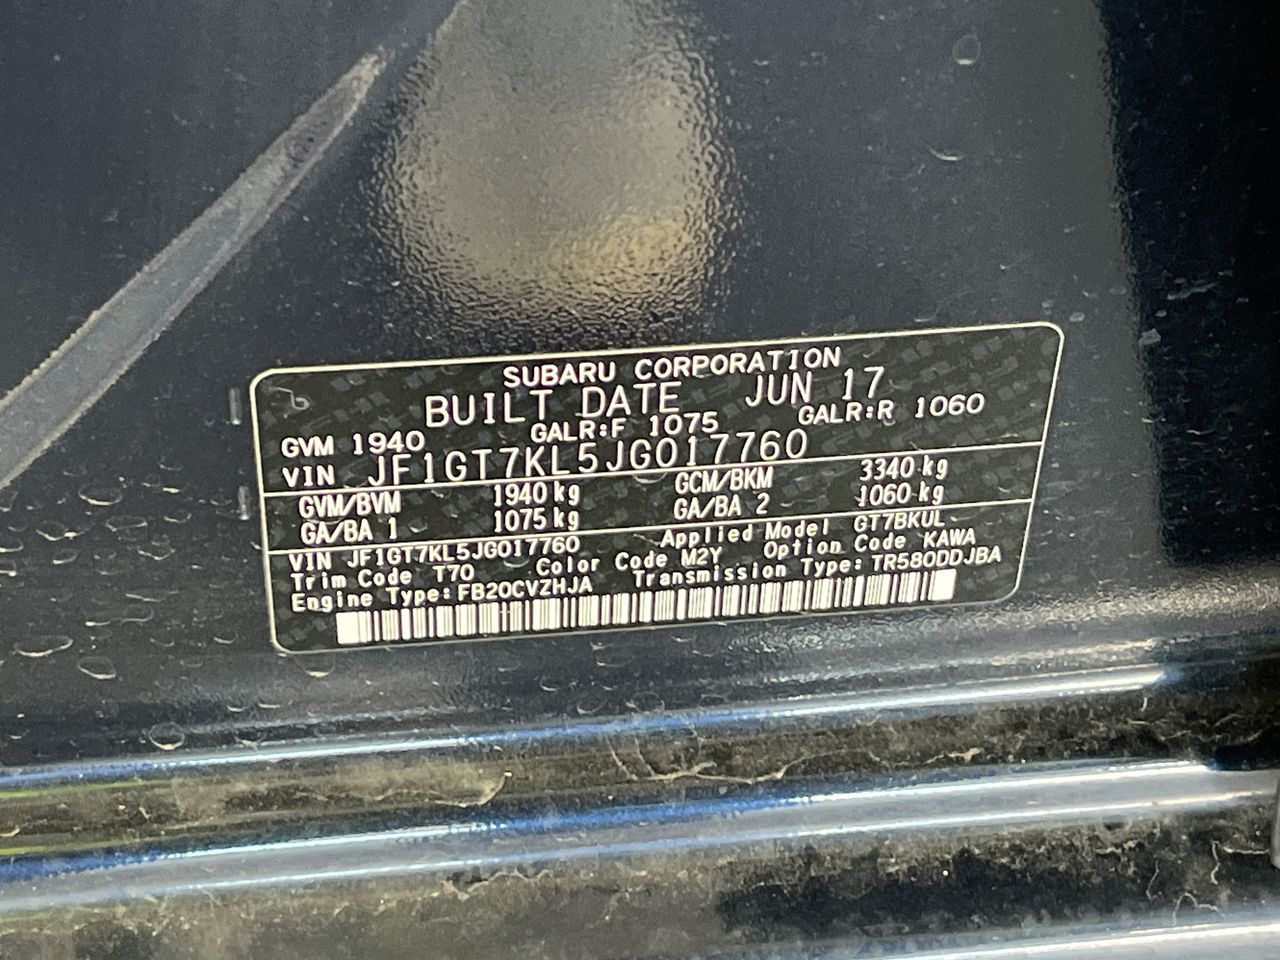 SUBARU CORPORATION
BUILT DATE JUN 17
GVM 1940 GALR:F 1075 GALR:R 1060
VIN JF1GT7KL5JG017760
GVM/BVM 1940 kg GCM/BKM 3340 kg
GA/BA 1 1075 kg GA/BA 2 1060 kg
VIN JF1GT7KL5JG017760 Applied Model GT7BKUL
Trim Code T70 Color Code M2Y Option Code KAWA
Engine Type: FB20CVZHJA Transmission Type: TR580DDJBA